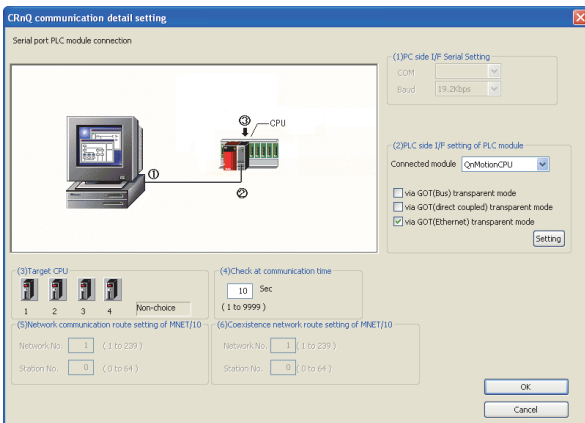 CRnQ communication detail setting
Serial port PLC module connection
③
CPU
①
②
(1)PC side I/F Serial Setting
COM
Baud 19.2Kbps
(2)PLC side I/F setting of PLC module
Connected module QnMotionCPU
via GOT(Bus) transparent mode
via GOT(direct coupled) transparent mode
via GOT(Ethernet) transparent mode
Setting
(3)Target CPU
1 2 3 4 Non-choice
(4)Check at communication time
10 Sec
( 1 to 9999 )
(5)Network communication route setting of MNET/10
Network No. 1 ( 1 to 239 )
Station No. 0 ( 0 to 64 )
(6)Coexistence network route setting of MNET/10
Network No. 1 ( 1 to 239 )
Station No. 0 ( 0 to 64 )
OK
Cancel